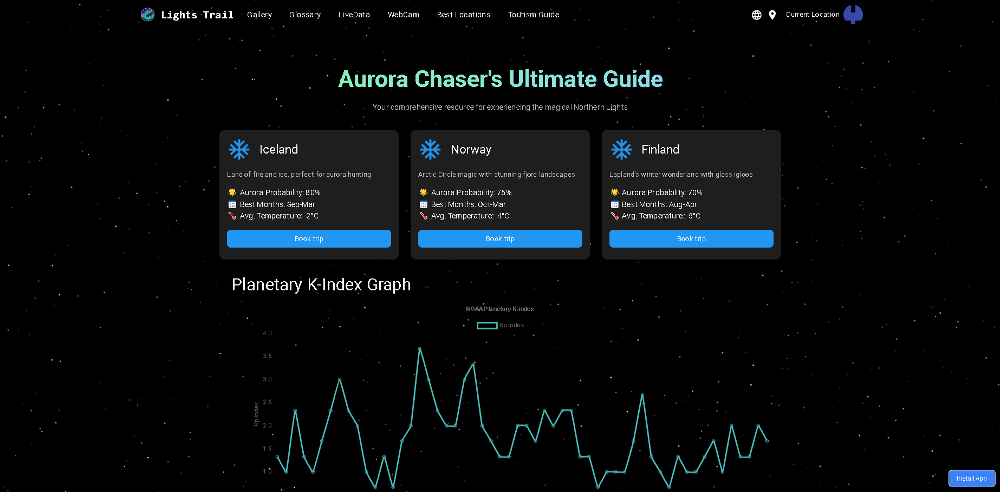 Lights Trail
Gallery
Glossary
LiveData
WebCam
Best Locations
Tourism Guide
Current Location
Aurora Chaser's Ultimate Guide
Your comprehensive resource for experiencing the magical Northern Lights
Iceland
Land of fire and ice, perfect for aurora hunting
Aurora Probability: 80%
Best Months: Sep-Mar
Avg. Temperature: -2°C
Book trip
Norway
Arctic Circle magic with stunning fjord landscapes
Aurora Probability: 75%
Best Months: Oct-Mar
Avg. Temperature: -4°C
Book trip
Finland
Lapland's winter wonderland with glass igloos
Aurora Probability: 70%
Best Months: Aug-Apr
Avg. Temperature: -5°C
Book trip
Planetary K-Index Graph
NOAA Planetary K-index
Kp Index
4.0
3.5
3.0
2.5
2.0
1.5
1.0
Kp Index
Install App